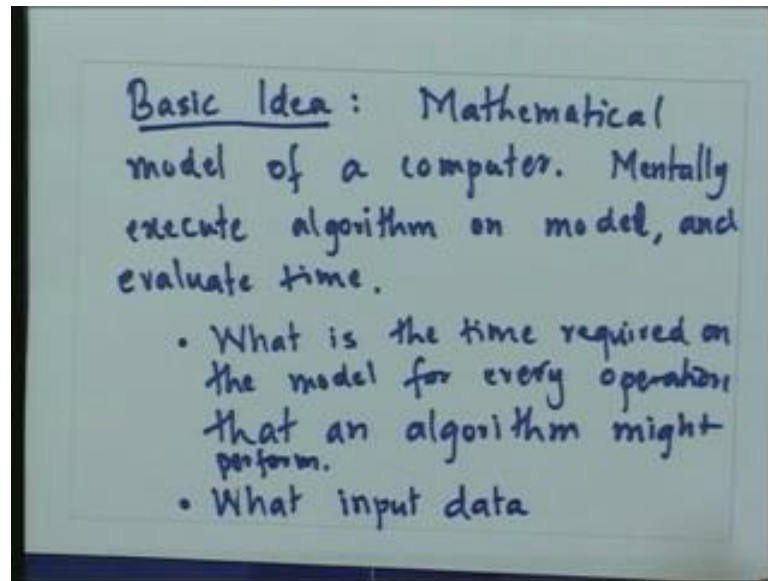 Basic Idea: Mathematical
model of a computer. Mentally
execute algorithm on model, and
evaluate time.
• What is the time required on
the model for every operation
that an algorithm might
perform.
• What input data